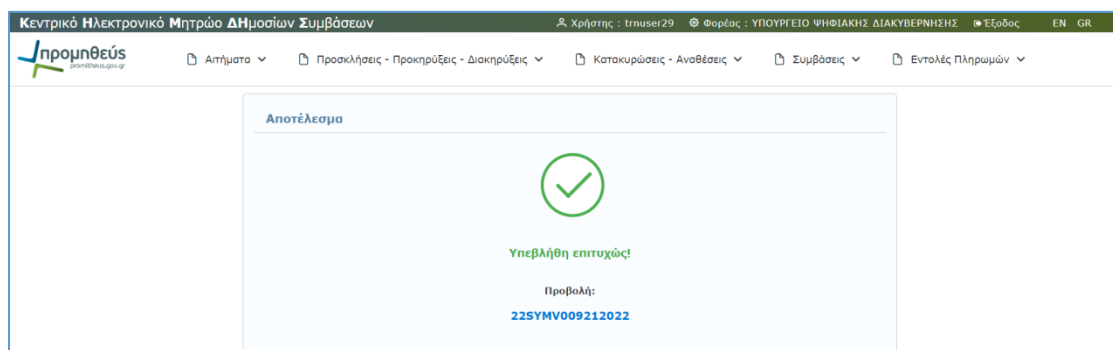 Κεντρικό Ηλεκτρονικό Μητρώο ΔΗμοσίων Συμβάσεων Χρήστης : trnuser29 Φορέας : ΥΠΟΥΡΓΕΙΟ ΨΗΦΙΑΚΗΣ ΔΙΑΚΥΒΕΡΝΗΣΗΣ Έξοδος EN GR
προμηθεύς
promitheus.gov.gr
Αιτήματα Προσκλήσεις - Προκηρύξεις - Διακηρύξεις Κατακυρώσεις - Αναθέσεις Συμβάσεις Εντολές Πληρωμών
Αποτέλεσμα
Υπεβλήθη επιτυχώς!
Προβολή:
22SYMV009212022